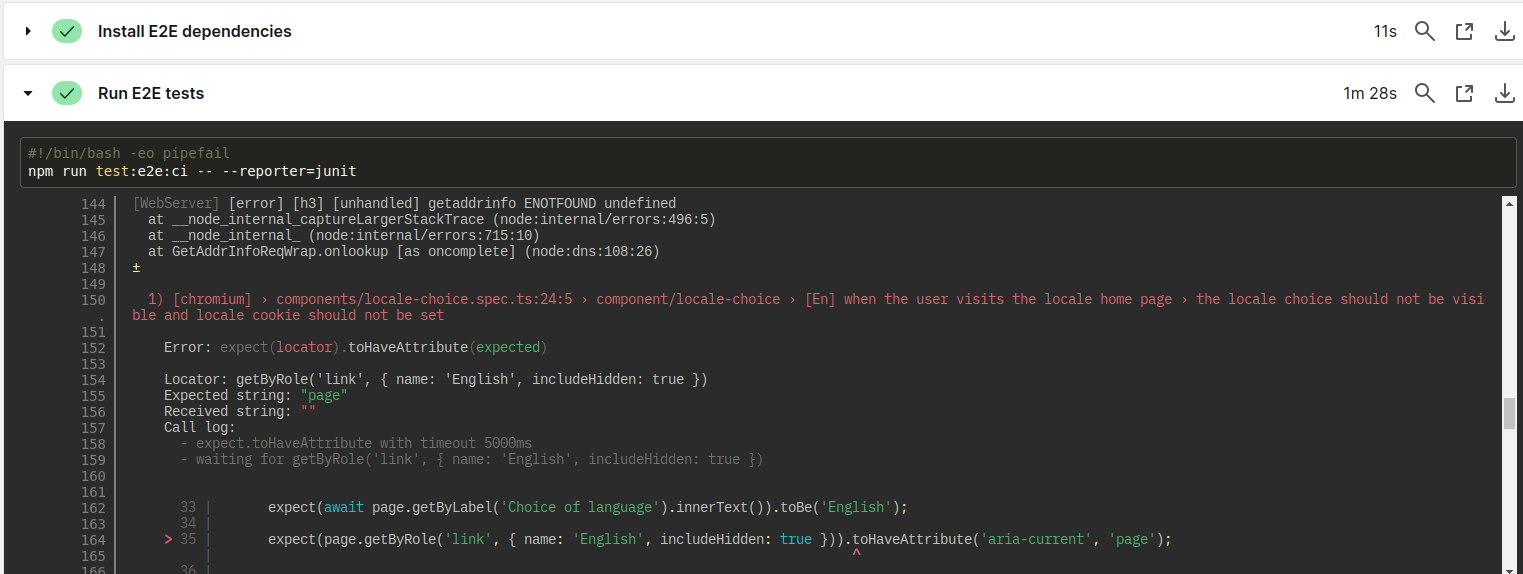 Install E2E dependencies 11s
Run E2E tests 1m 28s
#!/bin/bash -eo pipefail
npm run test:e2e:ci -- --reporter=junit
144 [WebServer] [error] [h3] [unhandled] getaddrinfo ENOTFOUND undefined
145 at __node_internal_captureLargerStackTrace (node:internal/errors:496:5)
146 at __node_internal_ (node:internal/errors:715:10)
147 at GetAddrInfoReqWrap.onlookup [as oncomplete] (node:dns:108:26)
148 ±
149
150 1) [chromium] › components/locale-choice.spec.ts:24:5 › component/locale-choice › [En] when the user visits the locale home page › the locale choice should not be visi
. ble and locale cookie should not be set
151
152 Error: expect(locator).toHaveAttribute(expected)
153
154 Locator: getByRole('link', { name: 'English', includeHidden: true })
155 Expected string: "page"
156 Received string: ""
157 Call log:
158 - expect.toHaveAttribute with timeout 5000ms
159 - waiting for getByRole('link', { name: 'English', includeHidden: true })
160
161
162 33 | expect(await page.getByLabel('Choice of language').innerText()).toBe('English');
163 34 |
164 > 35 | expect(page.getByRole('link', { name: 'English', includeHidden: true })).toHaveAttribute('aria-current', 'page');
165 | ^
166 36 |